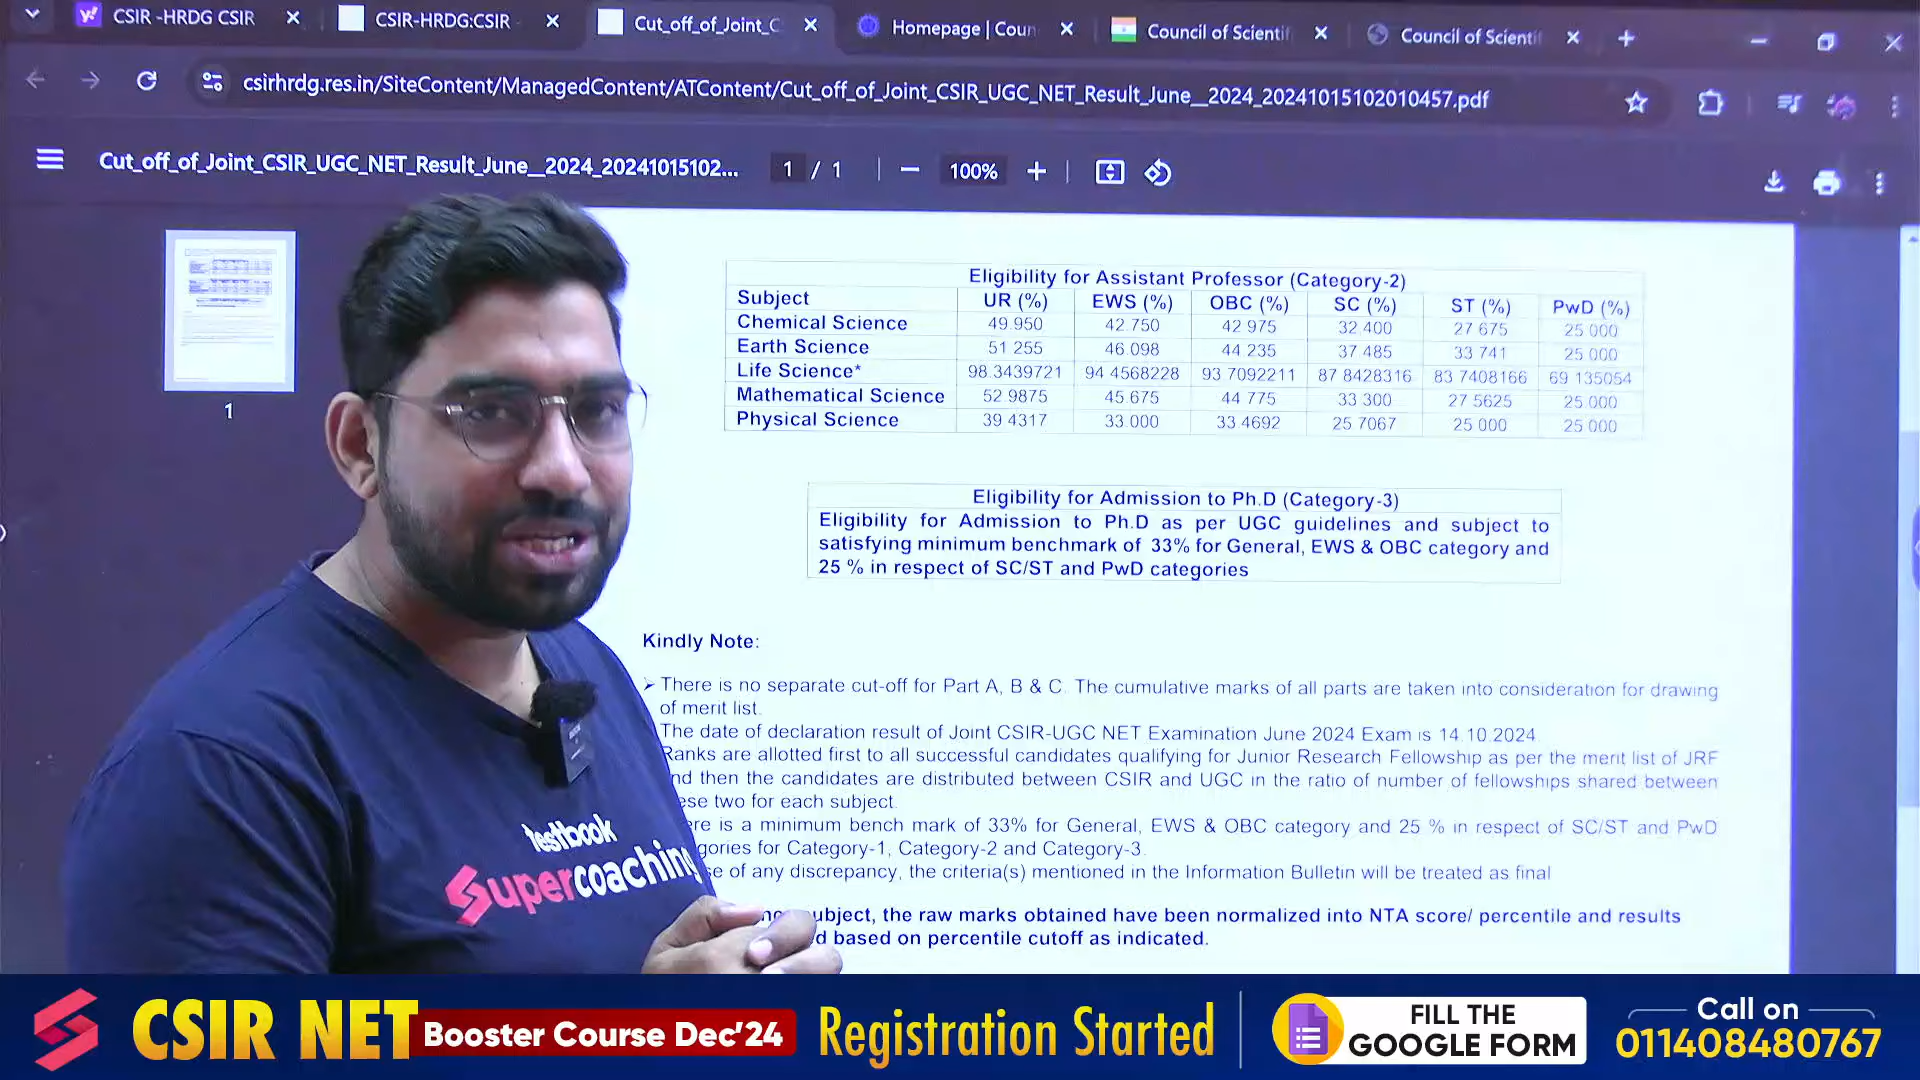 CSIR -HRDG CSIR
CSIR-HRDG:CSIR
Cut_off_of_Joint_C
Homepage | Coun
Council of Scientif
Council of Scientif
csirhrdg.res.in/SiteContent/ManagedContent/ATContent/Cut_off_of_Joint_CSIR_UGC_NET_Result_June__2024_20241015102010457.pdf
Cut_off_of_Joint_CSIR_UGC_NET_Result_June__2024_20241015102...
1 / 1
100%
1
Eligibility for Assistant Professor (Category-2)
Subject UR (%) EWS (%) OBC (%) SC (%) ST (%) PwD (%)
Chemical Science 49.950 42.750 42 975 32 400 27 675 25 000
Earth Science 51 255 46.098 44 235 37 485 33 741 25 000
Life Science* 98.3439721 94 4568228 93 7092211 87 8428316 83 7408166 69 135054
Mathematical Science 52 9875 45 675 44 775 33 300 27 5625 25 000
Physical Science 39 4317 33.000 33 4692 25 7067 25 000 25 000
Eligibility for Admission to Ph.D (Category-3)
Eligibility for Admission to Ph.D as per UGC guidelines and subject to
satisfying minimum benchmark of 33% for General, EWS & OBC category and
25 % in respect of SC/ST and PwD categories
Kindly Note:
There is no separate cut-off for Part A, B & C. The cumulative marks of all parts are taken into consideration for drawing
of merit list.
The date of declaration result of Joint CSIR-UGC NET Examination June 2024 Exam is 14.10.2024.
Ranks are allotted first to all successful candidates qualifying for Junior Research Fellowship as per the merit list of JRF
nd then the candidates are distributed between CSIR and UGC in the ratio of number of fellowships shared between
ese two for each subject.
ere is a minimum bench mark of 33% for General, EWS & OBC category and 25 % in respect of SC/ST and PwD
gories for Category-1, Category-2 and Category-3.
se of any discrepancy, the criteria(s) mentioned in the Information Bulletin will be treated as final
ubject, the raw marks obtained have been normalized into NTA score/ percentile and results
d based on percentile cutoff as indicated.
testbook
Supercoaching
CSIR NET
Booster Course Dec'24
Registration Started
FILL THE
GOOGLE FORM
Call on
011408480767